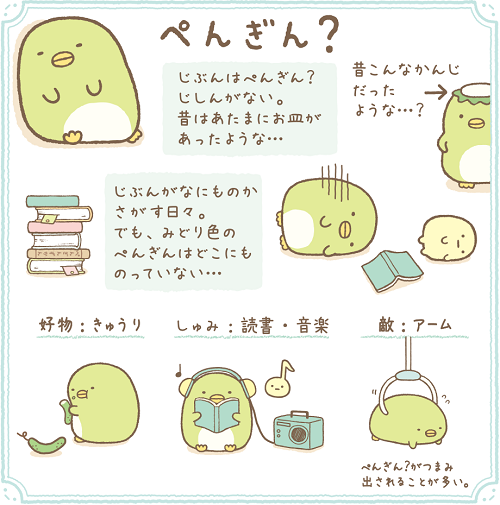 ぺんぎん?
じぶんはぺんぎん?
じしんがない。
昔はあたまにお皿が
あったような…
昔こんなかんじ
だった
ような…?
じぶんがなにものか
さがす日々。
でも、みどり色の
ぺんぎんはどこにも
のっていない…
好物:きゅうり
しゅみ:読書・音楽
敵:アーム
ぺんぎん?がつまみ
出されることが多い。